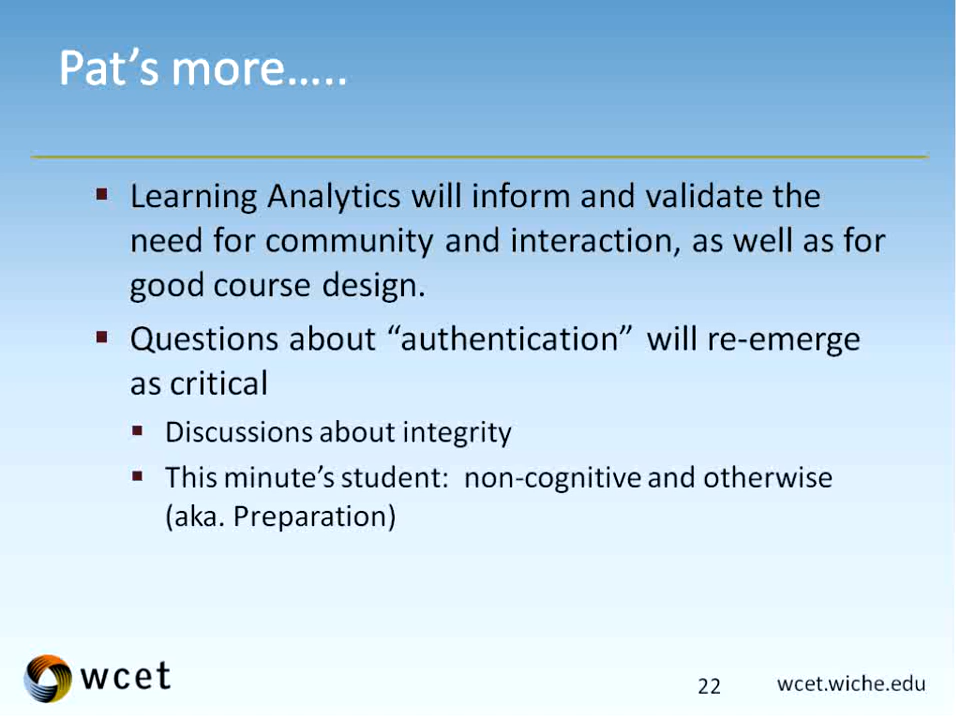 Pat’s more…..
▪ Learning Analytics will inform and validate the
need for community and interaction, as well as for
good course design.
▪ Questions about “authentication” will re-emerge
as critical
▪ Discussions about integrity
▪ This minute’s student:  non-cognitive and otherwise
(aka. Preparation)
wcet
22
wcet.wiche.edu